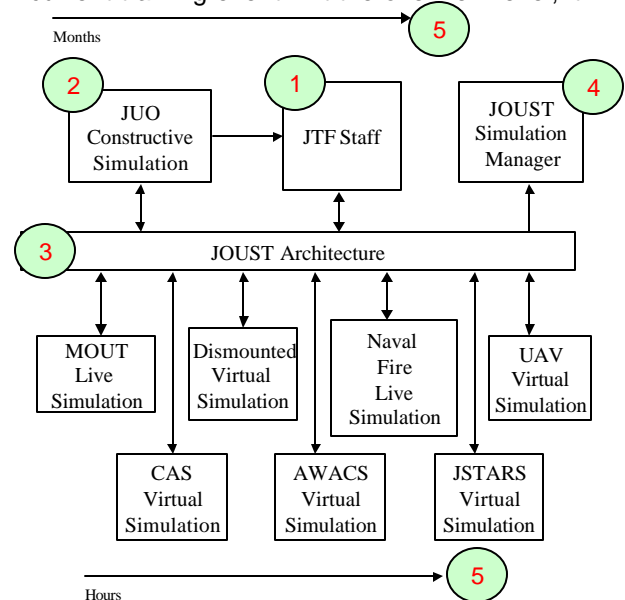 training event
5
Months
2
1
4
JUO
Constructive
Simulation
JTF Staff
JOUST
Simulation
Manager
3
JOUST Architecture
MOUT
Live
Simulation
Dismounted
Virtual
Simulation
Naval
Fire
Live
Simulation
UAV
Virtual
Simulation
CAS
Virtual
Simulation
AWACS
Virtual
Simulation
JSTARS
Virtual
Simulation
5
Hours